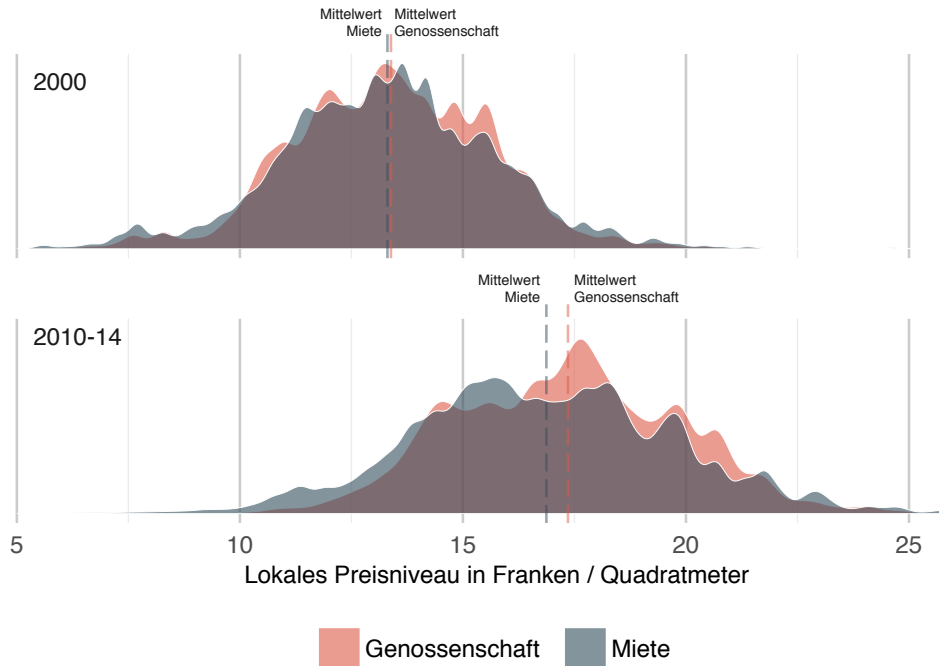 Mittelwert
Miete
Mittelwert
Genossenschaft
2000
Mittelwert
Miete
Mittelwert
Genossenschaft
2010-14
5 10 15 20 25
Lokales Preisniveau in Franken / Quadratmeter
Genossenschaft Miete